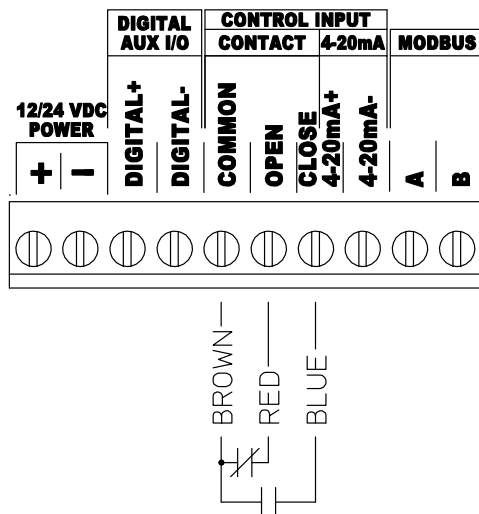 DIGITAL
AUX I/O
CONTROL INPUT
CONTACT
4-20mA
MODBUS
12/24 VDC
POWER
+
−
DIGITAL+
DIGITAL-
COMMON
OPEN
CLOSE
4-20mA+
4-20mA-
A
B
BROWN
RED
BLUE